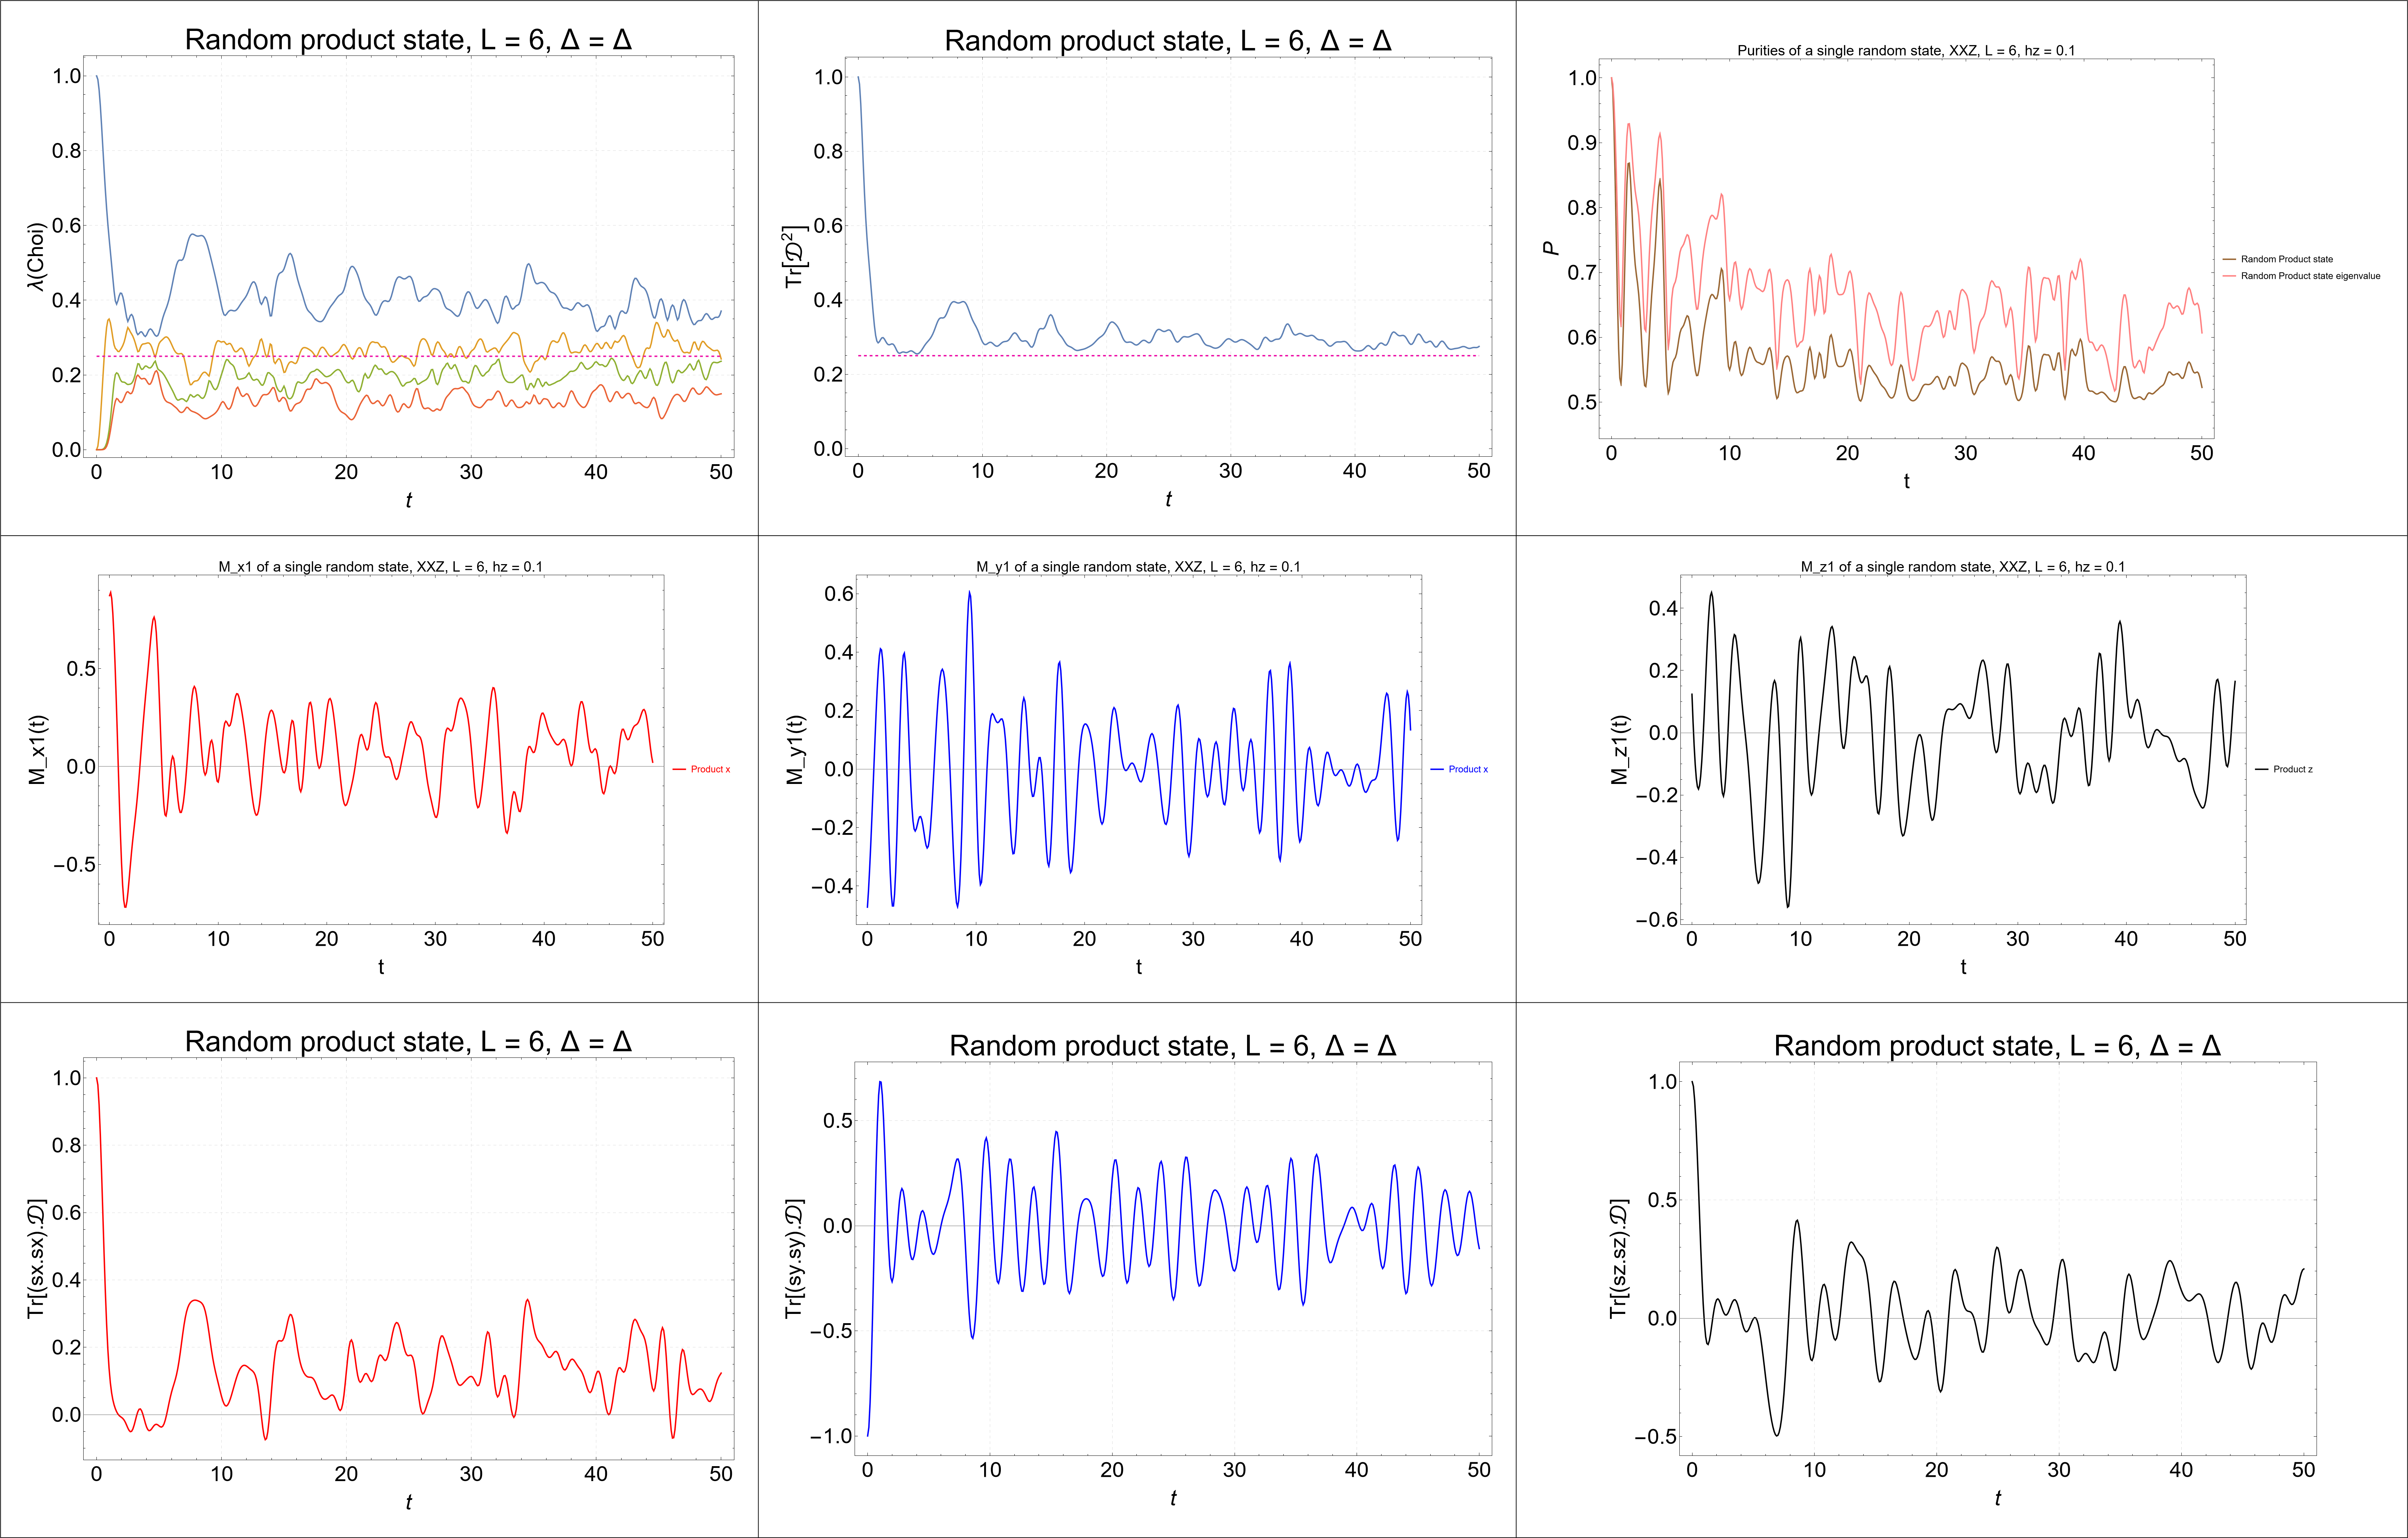 Random product state, L = 6, Δ = Δ
λ(Choi)
1.0
0.8
0.6
0.4
0.2
0.0
0 10 20 30 40 50
t
Random product state, L = 6, Δ = Δ
Tr[𝒟²]
1.0
0.8
0.6
0.4
0.2
0.0
0 10 20 30 40 50
t
Purities of a single random state, XXZ, L = 6, hz = 0.1
P
1.0
0.9
0.8
0.7
0.6
0.5
0 10 20 30 40 50
t
Random Product state
Random Product state eigenvalue
M_x1 of a single random state, XXZ, L = 6, hz = 0.1
M_x1(t)
0.5
0.0
−0.5
0 10 20 30 40 50
t
Product x
M_y1 of a single random state, XXZ, L = 6, hz = 0.1
M_y1(t)
0.6
0.4
0.2
0.0
−0.2
−0.4
0 10 20 30 40 50
t
Product x
M_z1 of a single random state, XXZ, L = 6, hz = 0.1
M_z1(t)
0.4
0.2
0.0
−0.2
−0.4
−0.6
0 10 20 30 40 50
t
Product z
Random product state, L = 6, Δ = Δ
Tr[(sx.sx).𝒟]
1.0
0.8
0.6
0.4
0.2
0.0
0 10 20 30 40 50
t
Random product state, L = 6, Δ = Δ
Tr[(sy.sy).𝒟]
0.5
0.0
−0.5
−1.0
0 10 20 30 40 50
t
Random product state, L = 6, Δ = Δ
Tr[(sz.sz).𝒟]
1.0
0.5
0.0
−0.5
0 10 20 30 40 50
t